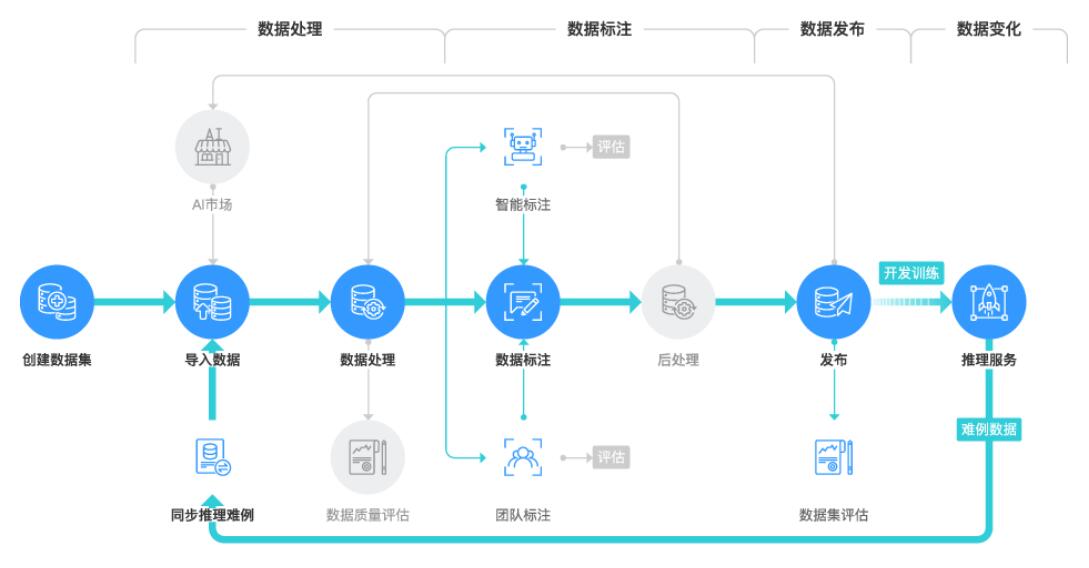 数据处理
数据标注
数据发布
数据变化
评估
AI市场
智能标注
开发训练
创建数据集
导入数据
数据处理
数据标注
后处理
发布
推理服务
难例数据
评估
同步推理难例
数据质量评估
团队标注
数据集评估